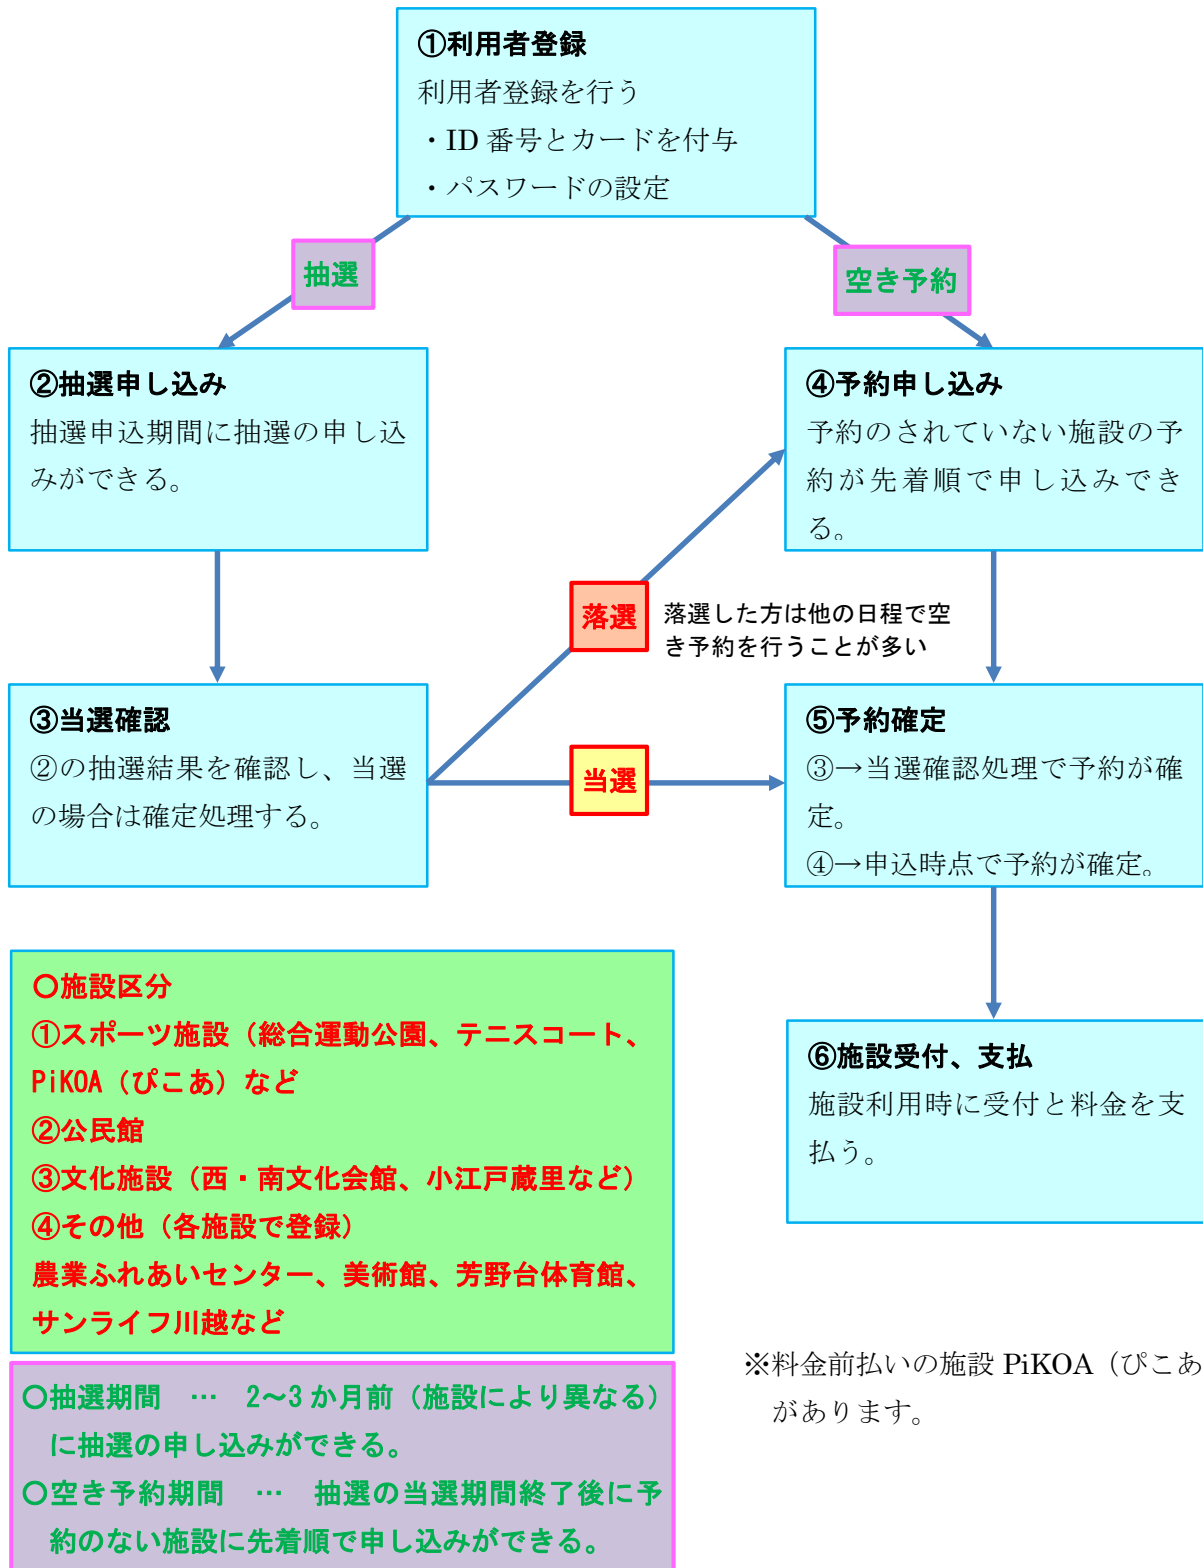 ①利用者登録
利用者登録を行う
・ID 番号とカードを付与
・パスワードの設定
抽選
空き予約
②抽選申し込み
抽選申込期間に抽選の申し込
みができる。
④予約申し込み
予約のされていない施設の予
約が先着順で申し込みでき
る。
落選
落選した方は他の日程で空
き予約を行うことが多い
③当選確認
②の抽選結果を確認し、当選
の場合は確定処理する。
当選
⑤予約確定
③→当選確認処理で予約が確
定。
④→申込時点で予約が確定。
〇施設区分
①スポーツ施設（総合運動公園、テニスコート、
PiKOA（ぴこあ）など
②公民館
③文化施設（西・南文化会館、小江戸蔵里など）
④その他（各施設で登録）
農業ふれあいセンター、美術館、芳野台体育館、
サンライフ川越など
⑥施設受付、支払
施設利用時に受付と料金を支
払う。
※料金前払いの施設 PiKOA（ぴこあ
があります。
〇抽選期間　…　2～3 か月前（施設により異なる）
に抽選の申し込みができる。
〇空き予約期間　…　抽選の当選期間終了後に予
約のない施設に先着順で申し込みができる。